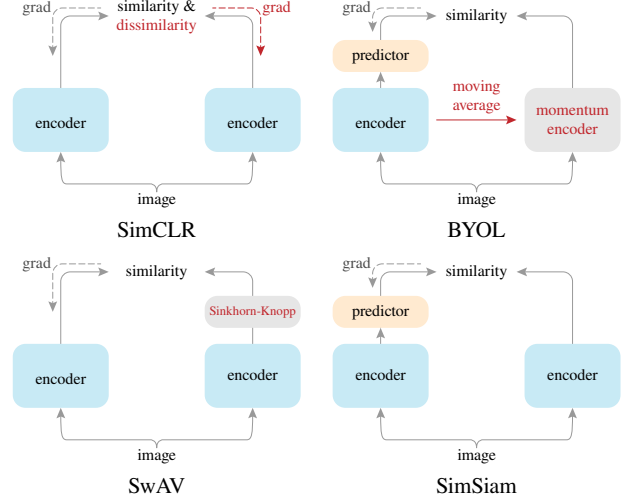 grad
similarity &
dissimilarity
grad
encoder
encoder
image
SimCLR
grad
similarity
predictor
encoder
moving
average
momentum
encoder
image
BYOL
grad
similarity
Sinkhorn-Knopp
encoder
encoder
image
SwAV
grad
similarity
predictor
encoder
encoder
image
SimSiam